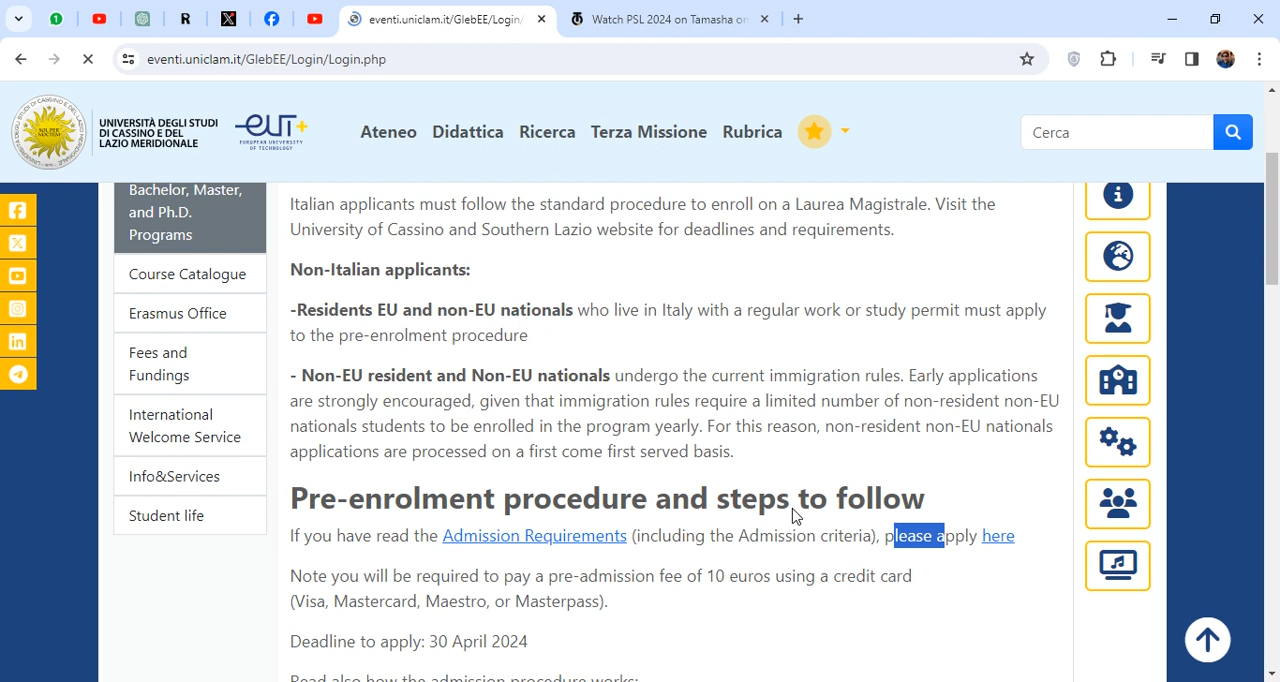 eventi.uniclam.it/GlebEE/Login/
Watch PSL 2024 on Tamasha on
eventi.uniclam.it/GlebEE/Login/Login.php
UNIVERSITÀ DEGLI STUDI
DI CASSINO E DEL
LAZIO MERIDIONALE
EUT+
EUROPEAN UNIVERSITY
OF TECHNOLOGY
Ateneo Didattica Ricerca Terza Missione Rubrica
Cerca
Bachelor, Master,
and Ph.D.
Programs
Course Catalogue
Erasmus Office
Fees and
Fundings
International
Welcome Service
Info&Services
Student life
Italian applicants must follow the standard procedure to enroll on a Laurea Magistrale. Visit the
University of Cassino and Southern Lazio website for deadlines and requirements.
Non-Italian applicants:
-Residents EU and non-EU nationals who live in Italy with a regular work or study permit must apply
to the pre-enrolment procedure
- Non-EU resident and Non-EU nationals undergo the current immigration rules. Early applications
are strongly encouraged, given that immigration rules require a limited number of non-resident non-EU
nationals students to be enrolled in the program yearly. For this reason, non-resident non-EU nationals
applications are processed on a first come first served basis.
Pre-enrolment procedure and steps to follow
If you have read the Admission Requirements (including the Admission criteria), please apply here
Note you will be required to pay a pre-admission fee of 10 euros using a credit card
(Visa, Mastercard, Maestro, or Masterpass).
Deadline to apply: 30 April 2024
Read also how the admission procedure works: